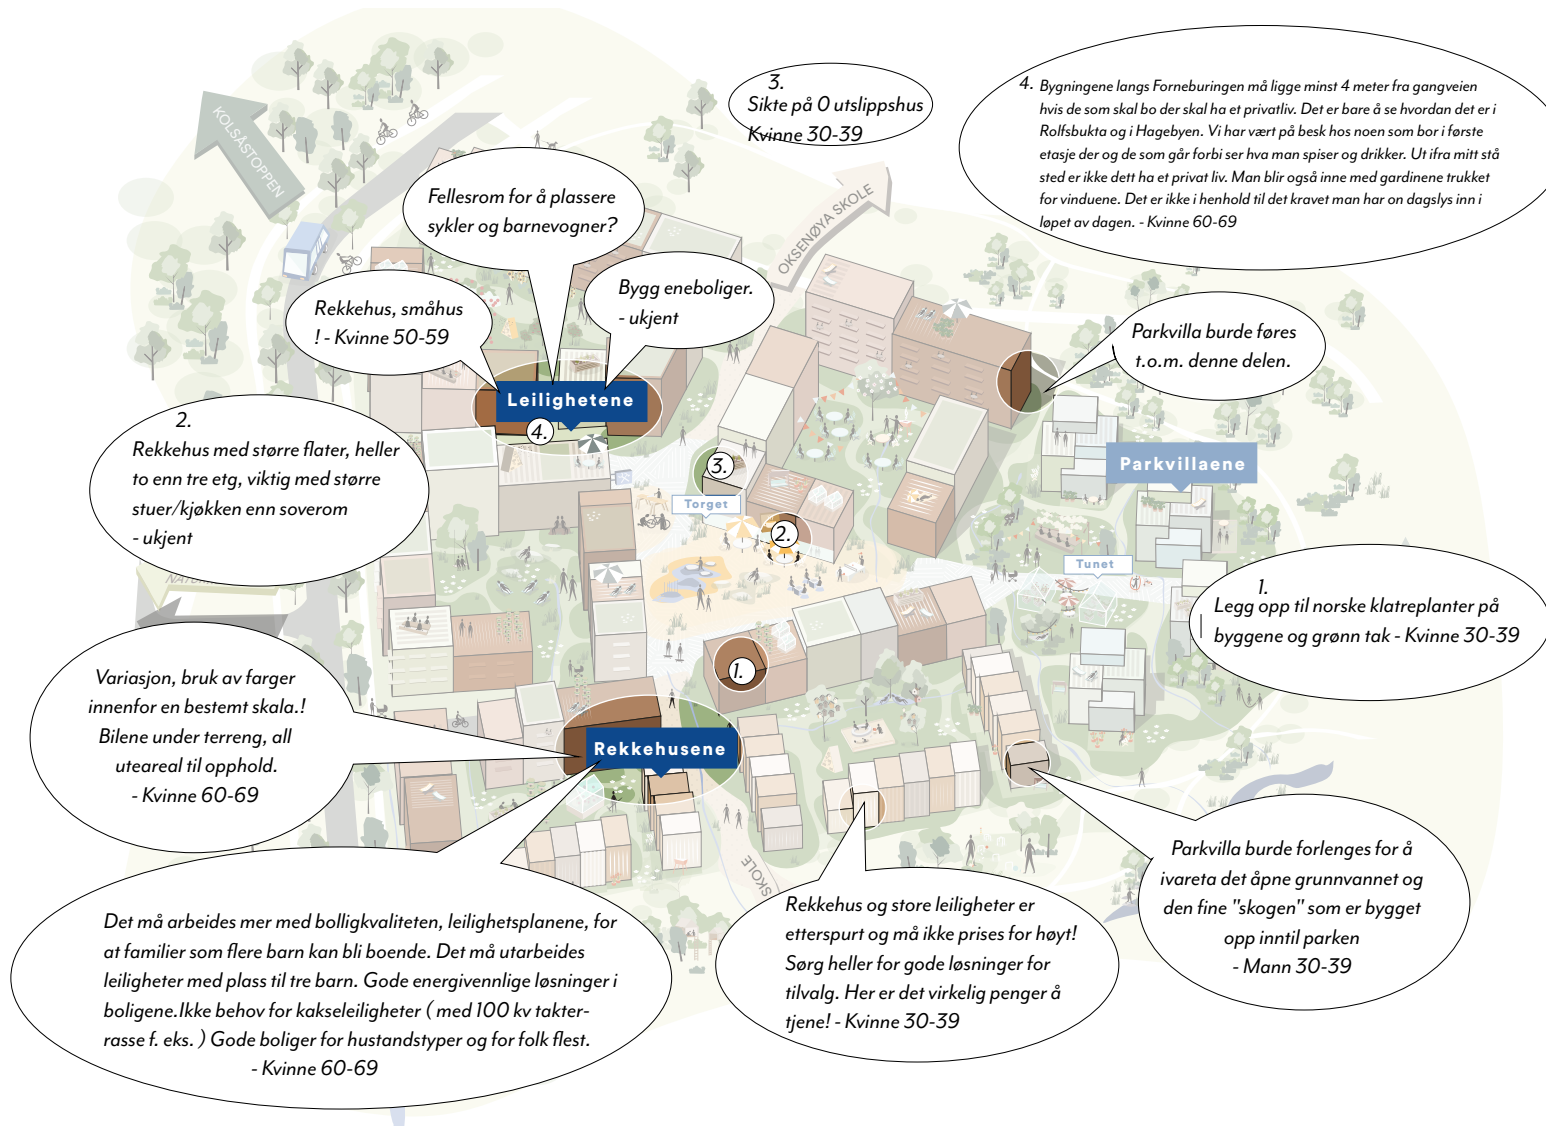 3.
Sikte på 0 utslippshus
Kvinne 30-39
4. Bygningene langs Forneburingen må ligge minst 4 meter fra gangveien
hvis de som skal bo der skal ha et privatliv. Det er bare å se hvordan det er i
Rolfsbukta og i Hagebyen. Vi har vært på besk hos noen som bor i første
etasje der og de som går forbi ser hva man spiser og drikker. Ut ifra mitt stå
sted er ikke dett ha et privat liv. Man blir også inne med gardinene trukket
for vinduene. Det er ikke i henhold til det kravet man har on dagslys inn i
løpet av dagen. - Kvinne 60-69
KOLSÅSTOPPEN
OKSENØYA SKOLE
Fellesrom for å plassere
sykler og barnevogner?
Rekkehus, småhus
! - Kvinne 50-59
Bygg eneboliger.
- ukjent
Parkvilla burde føres
t.o.m. denne delen.
Leilighetene
4.
2.
Rekkehus med større flater, heller
to enn tre etg, viktig med større
stuer/kjøkken enn soverom
- ukjent
3.
Parkvillaene
Torget
2.
Tunet
1.
Legg opp til norske klatreplanter på
byggene og grønn tak - Kvinne 30-39
1.
Variasjon, bruk av farger
innenfor en bestemt skala.!
Bilene under terreng, all
uteareal til opphold.
- Kvinne 60-69
Rekkehusene
SKOLE
Det må arbeides mer med bolligkvaliteten, leilighetsplanene, for
at familier som flere barn kan bli boende. Det må utarbeides
leiligheter med plass til tre barn. Gode energivennlige løsninger i
boligene.Ikke behov for kakseleiligheter ( med 100 kv takter-
rasse f. eks. ) Gode boliger for hustandstyper og for folk flest.
- Kvinne 60-69
Rekkehus og store leiligheter er
etterspurt og må ikke prises for høyt!
Sørg heller for gode løsninger for
tilvalg. Her er det virkelig penger å
tjene! - Kvinne 30-39
Parkvilla burde forlenges for å
ivareta det åpne grunnvannet og
den fine "skogen" som er bygget
opp inntil parken
- Mann 30-39